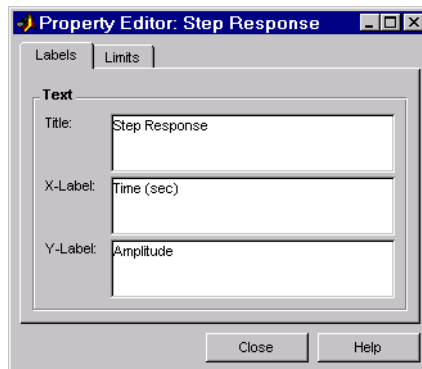 Property Editor: Step Response
Labels Limits
Text
Title: Step Response
X-Label: Time (sec)
Y-Label: Amplitude
Close Help